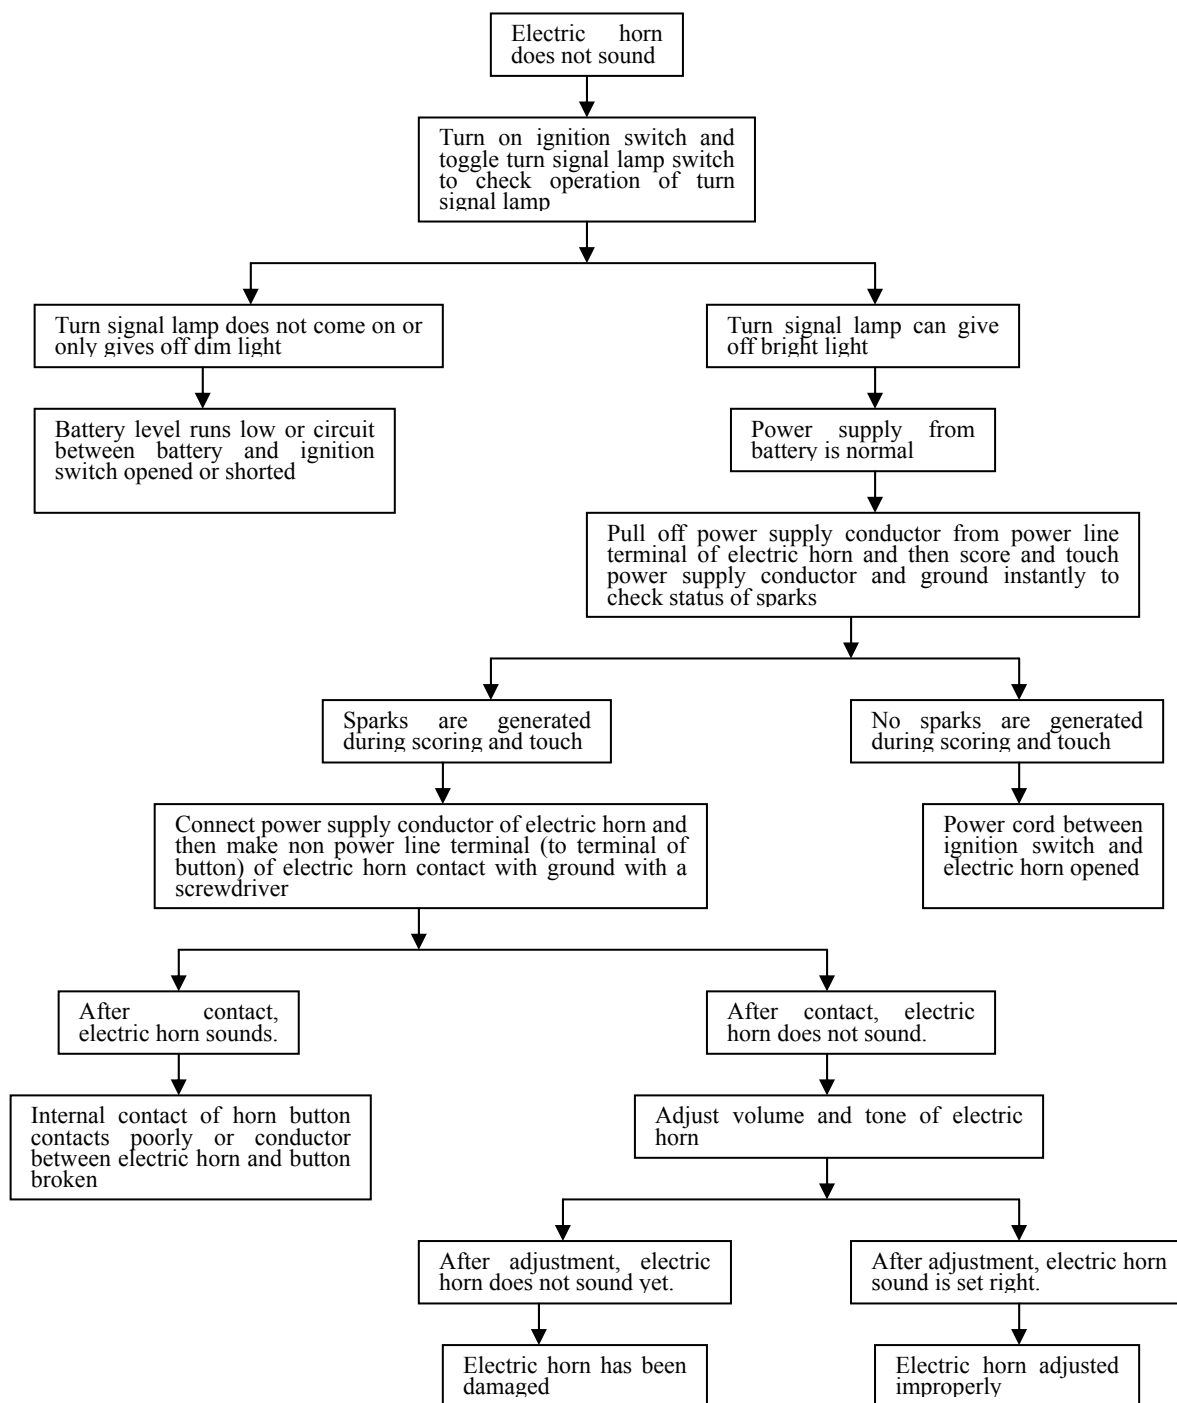 Electric horn
does not sound
Turn on ignition switch and
toggle turn signal lamp switch
to check operation of turn
signal lamp
Turn signal lamp does not come on or
only gives off dim light
Turn signal lamp can give
off bright light
Battery level runs low or circuit
between battery and ignition
switch opened or shorted
Power supply from
battery is normal
Pull off power supply conductor from power line
terminal of electric horn and then score and touch
power supply conductor and ground instantly to
check status of sparks
Sparks are generated
during scoring and touch
No sparks are generated
during scoring and touch
Connect power supply conductor of electric horn and
then make non power line terminal (to terminal of
button) of electric horn contact with ground with a
screwdriver
Power cord between
ignition switch and
electric horn opened
After contact,
electric horn sounds.
After contact, electric
horn does not sound.
Internal contact of horn button
contacts poorly or conductor
between electric horn and button
broken
Adjust volume and tone of electric
horn
After adjustment, electric
horn does not sound yet.
After adjustment, electric horn
sound is set right.
Electric horn has been
damaged
Electric horn adjusted
improperly